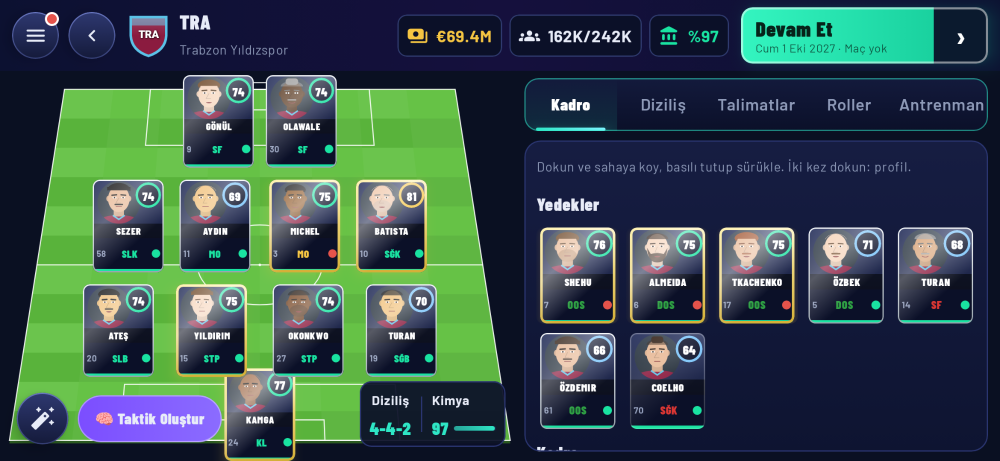 TRA
TRA
Trabzon Yıldızspor
€69.4M
162K/242K
%97
Devam Et
Cum 1 Eki 2027 · Maç yok
74
GÖNÜL
9 SF
74
OLAWALE
30 SF
74
SEZER
58 SLK
69
AYDIN
11 MO
75
MICHEL
3 MO
81
BATISTA
10 SĞK
74
ATEŞ
20 SLB
75
YILDIRIM
15 STP
74
OKONKWO
27 STP
70
TURAN
19 SĞB
77
KAMGA
24 KL
Taktik Oluştur
Diziliş Kimya
4-4-2 97
Kadro Diziliş Talimatlar Roller Antrenman
Dokun ve sahaya koy, basılı tutup sürükle. İki kez dokun: profil.
Yedekler
76
SHEHU
7 OOS
75
ALMEIDA
6 DOS
75
TKACHENKO
17 OOS
71
ÖZBEK
5 DOS
68
TURAN
14 SF
66
ÖZDEMIR
61 OOS
64
COELHO
70 SĞK